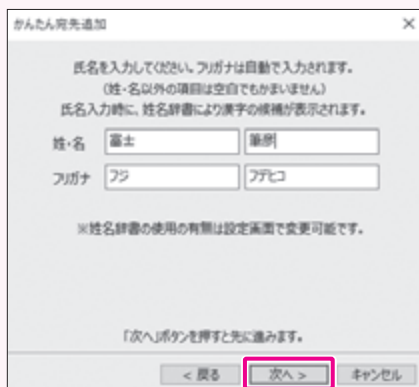 かんたん宛先追加
氏名を入力してください。フリガナは自動で入力されます。
(姓・名以外の項目は空白でもかまいません)
氏名入力時に、姓名辞書により漢字の候補が表示されます。
姓・名 富士 筆彦
フリガナ フジ フデヒコ
※姓名辞書の使用の有無は設定画面で変更可能です。
「次へ」ボタンを押すと先に進みます。
< 戻る 次へ > キャンセル